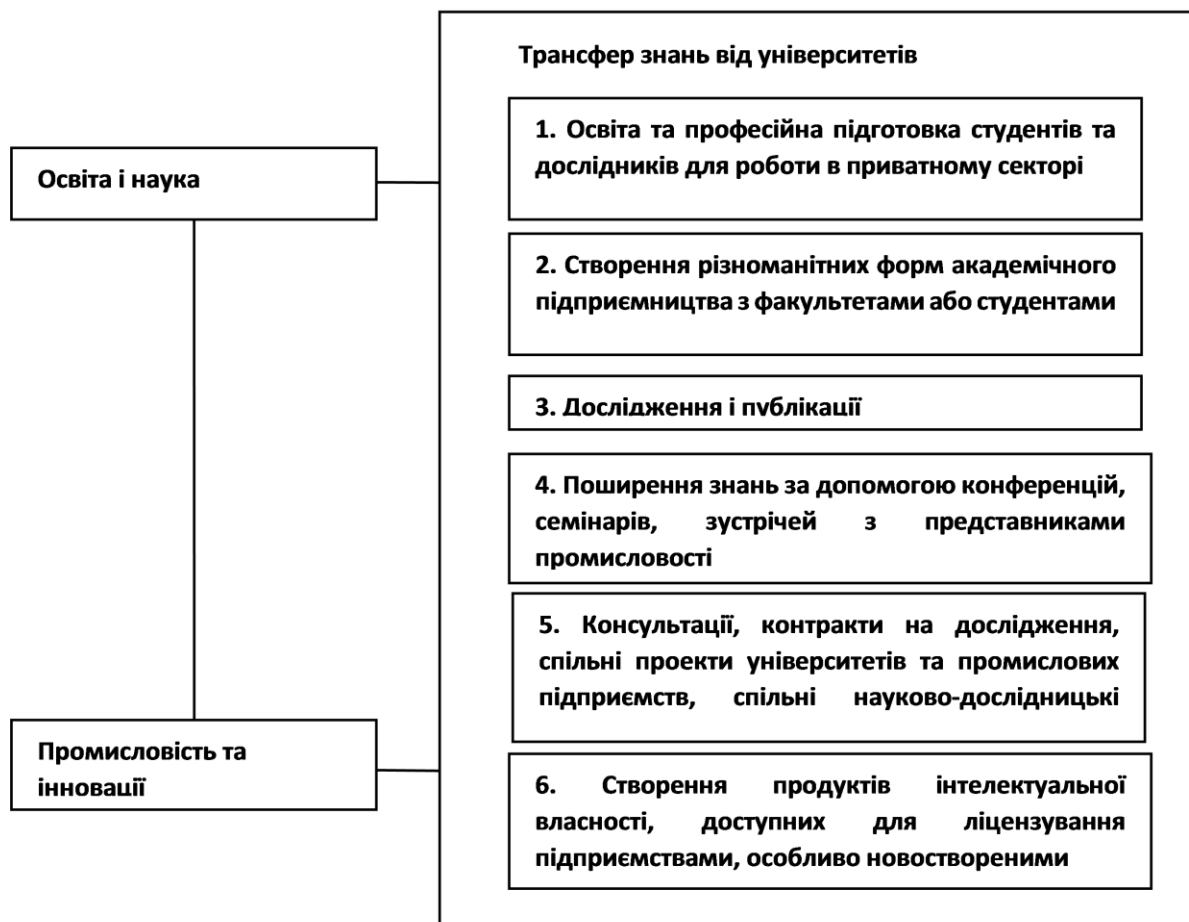 Трансфер знань від університетів
Освіта і наука
1. Освіта та професійна підготовка студентів та
дослідників для роботи в приватному секторі
2. Створення різноманітних форм академічного
підприємництва з факультетами або студентами
3. Дослідження і публікації
4. Поширення знань за допомогою конференцій,
семінарів, зустрічей з представниками
промисловості
5. Консультації, контракти на дослідження,
спільні проекти університетів та промислових
підприємств, спільні науково-дослідницькі
Промисловість та
інновації
6. Створення продуктів інтелектуальної
власності, доступних для ліцензування
підприємствами, особливо новоствореними